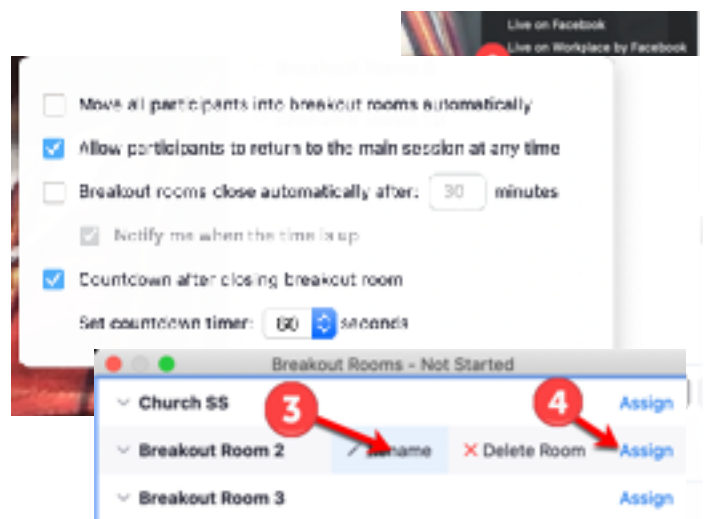 Live on Facebook
Live on Workplace by Facebook
Move all participants into breakout rooms automatically
Allow participants to return to the main session at any time
Breakout rooms close automatically after: 30 minutes
Notify me when the time is up
Countdown after closing breakout room
Set countdown timer: 60 seconds
Breakout Rooms - Not Started
Church SS 3 4 Assign
Breakout Room 2 Delete Room Assign
Breakout Room 3 Assign